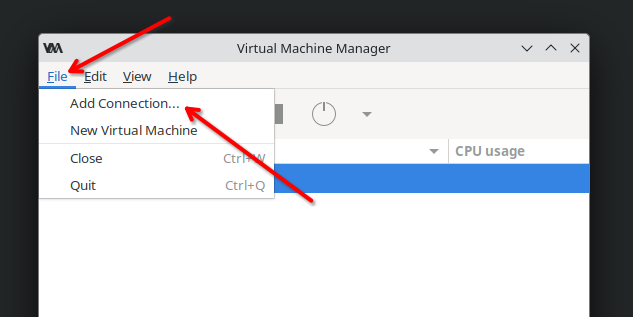 Virtual Machine Manager
File Edit View Help
Add Connection...
New Virtual Machine
Close Ctrl+W
Quit Ctrl+Q
CPU usage